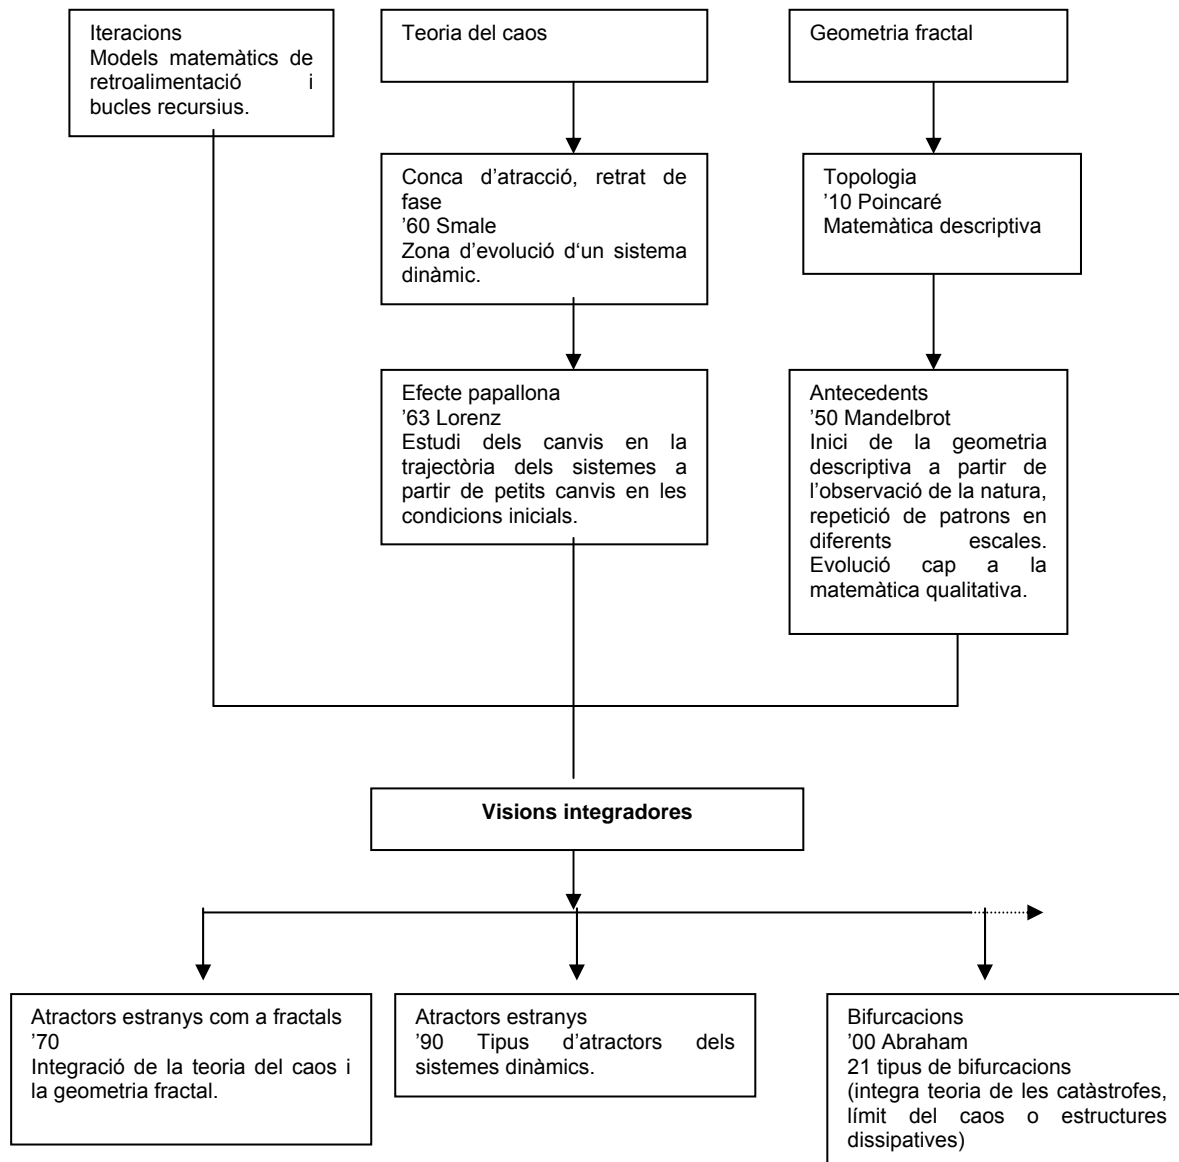 Iteracions
Models matemàtics de
retroalimentació i
bucles recursius.
Teoria del caos
Geometria fractal
Conca d’atracció, retrat de
fase
’60 Smale
Zona d’evolució d‘un sistema
dinàmic.
Topologia
’10 Poincaré
Matemàtica descriptiva
Efecte papallona
’63 Lorenz
Estudi dels canvis en la
trajectòria dels sistemes a
partir de petits canvis en les
condicions inicials.
Antecedents
’50 Mandelbrot
Inici de la geometria
descriptiva a partir de
l’observació de la natura,
repetició de patrons en
diferents escales.
Evolució cap a la
matemàtica qualitativa.
Visions integradores
Atractors estranys com a fractals
’70
Integració de la teoria del caos i
la geometria fractal.
Atractors estranys
’90 Tipus d’atractors dels
sistemes dinàmics.
Bifurcacions
’00 Abraham
21 tipus de bifurcacions
(integra teoria de les catàstrofes,
límit del caos o estructures
dissipatives)